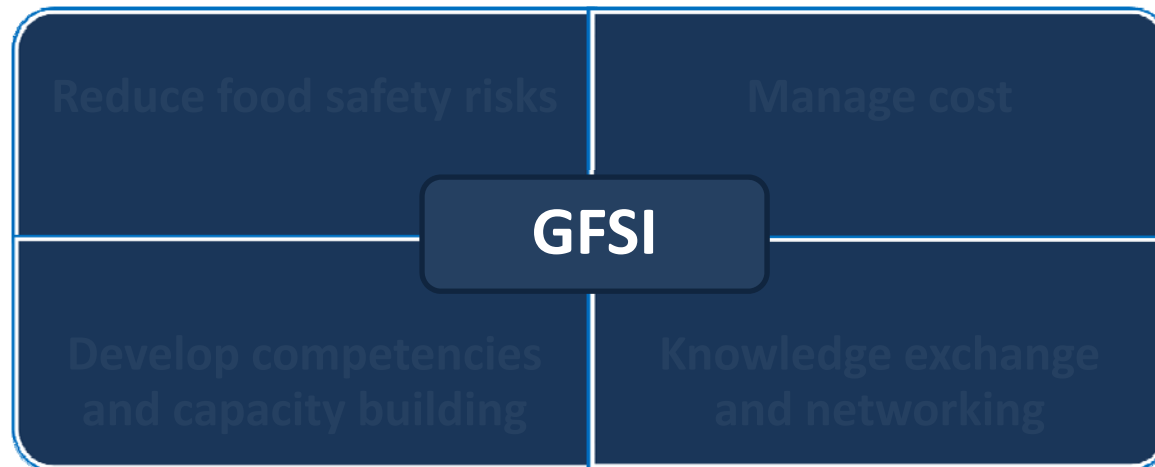 Reduce food safety risks
Manage cost
GFSI
Develop competencies
and capacity building
Knowledge exchange
and networking